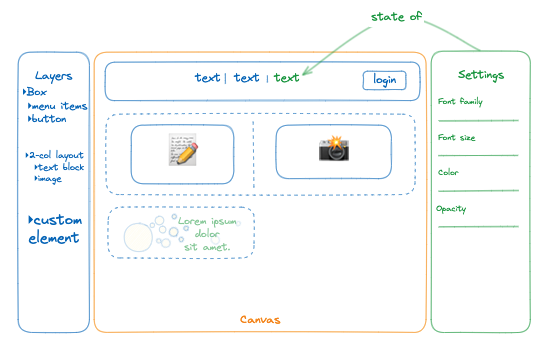 state of
Layers
Box
menu items
button
2-col layout
text block
image
custom
element
text | text | text
login
Lorem ipsum
dolor
sit amet.
Canvas
Settings
Font family
Font size
Color
Opacity